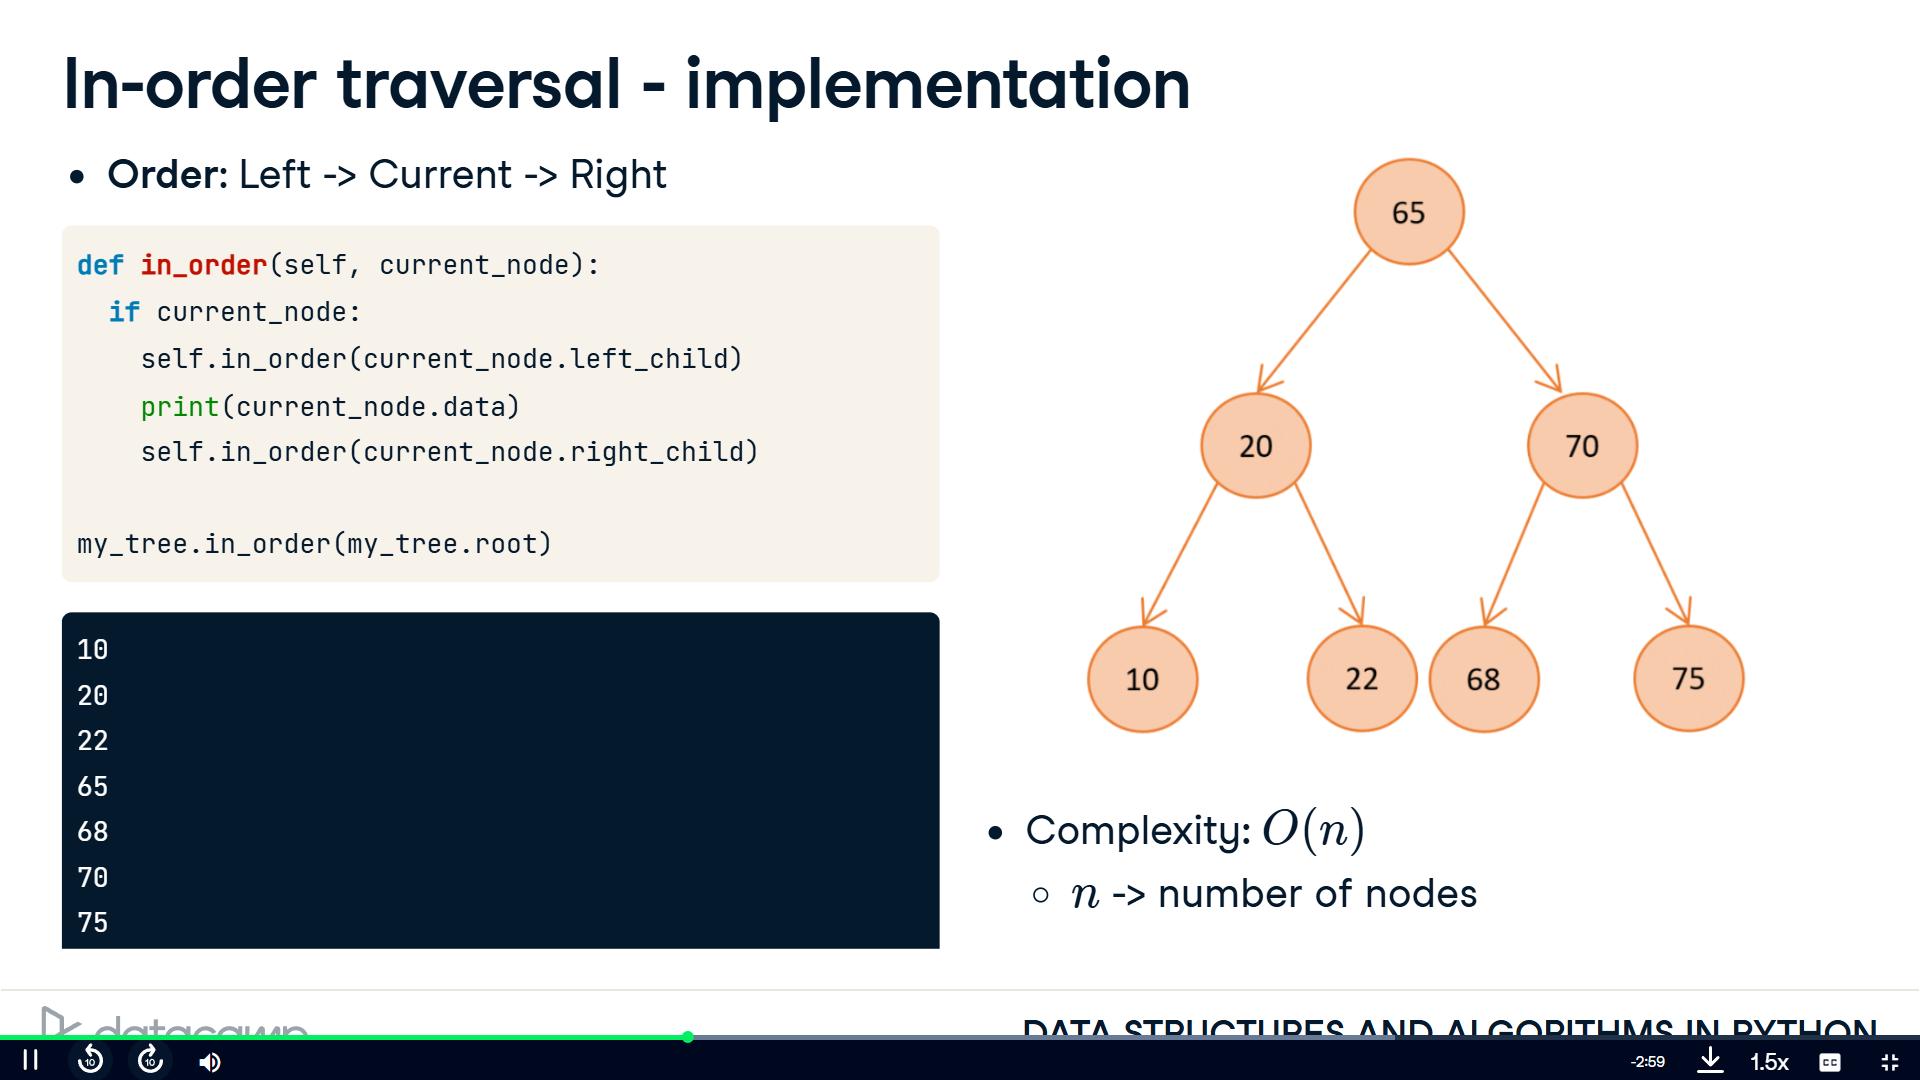 In-order traversal - implementation
• Order: Left -> Current -> Right
def in_order(self, current_node):
if current_node:
self.in_order(current_node.left_child)
print(current_node.data)
self.in_order(current_node.right_child)
my_tree.in_order(my_tree.root)
10
20
22
65
68
70
75
65
20
70
10
22
68
75
• Complexity: O(n)
○ n -> number of nodes
datacamp
DATA STRUCTURES AND ALGORITHMS IN PYTHON
10
10
-2:59
1.5x
CC